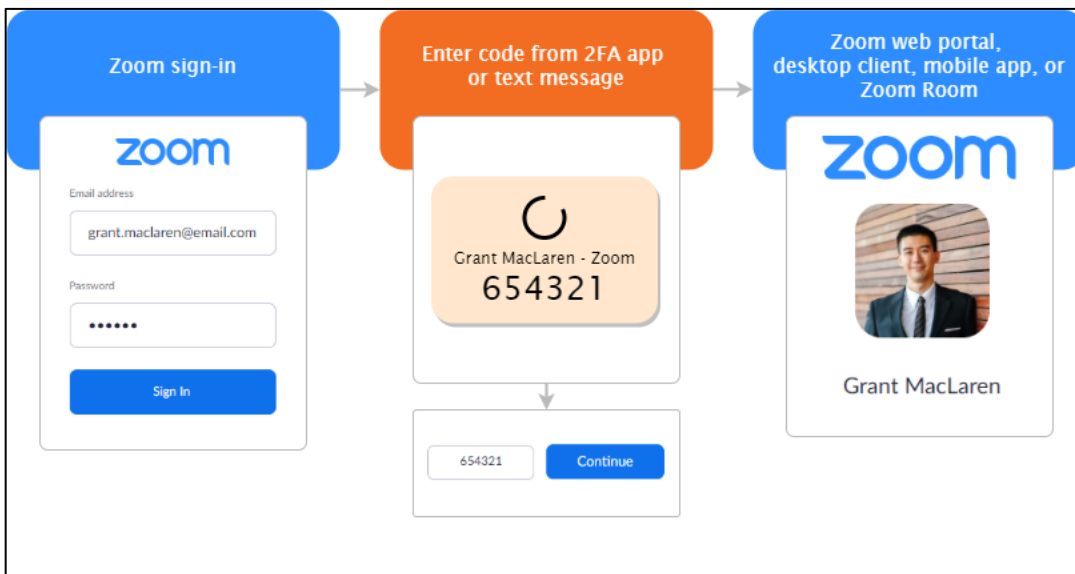 Zoom sign-in
zoom
Email address
grant.maclaren@email.com
Password
••••••
Sign In
Enter code from 2FA app
or text message
Grant MacLaren - Zoom
654321
654321
Continue
Zoom web portal,
desktop client, mobile app, or
Zoom Room
zoom
Grant MacLaren